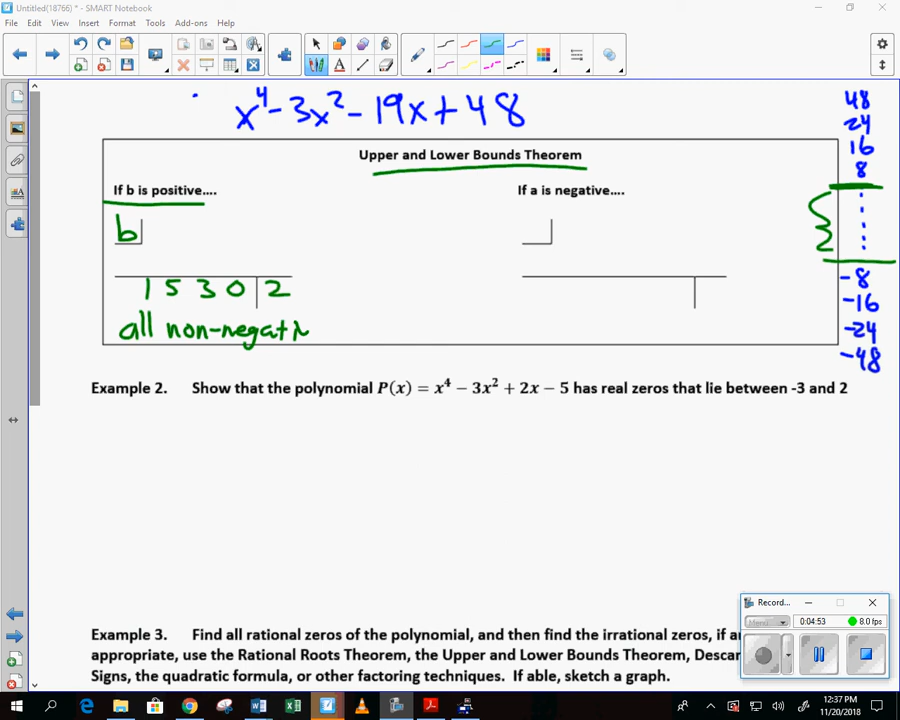 Untitled(18766) * - SMART Notebook
File Edit View Insert Format Tools Add-ons Help
x⁴ - 3x² - 19x + 48
48
24
16
8
-8
-16
-24
-48
Upper and Lower Bounds Theorem
If b is positive.... If a is negative....
b
1 5 3 0 2
all non-negati
Example 2. Show that the polynomial P(x) = x⁴ − 3x² + 2x − 5 has real zeros that lie between -3 and 2
Example 3. Find all rational zeros of the polynomial, and then find the irrational zeros, if
appropriate, use the Rational Roots Theorem, the Upper and Lower Bounds Theorem,
Signs, the quadratic formula, or other factoring techniques. If able, sketch a graph.
Record...
Menu
0:04:53 8.0 fps
12:37 PM
11/20/2018